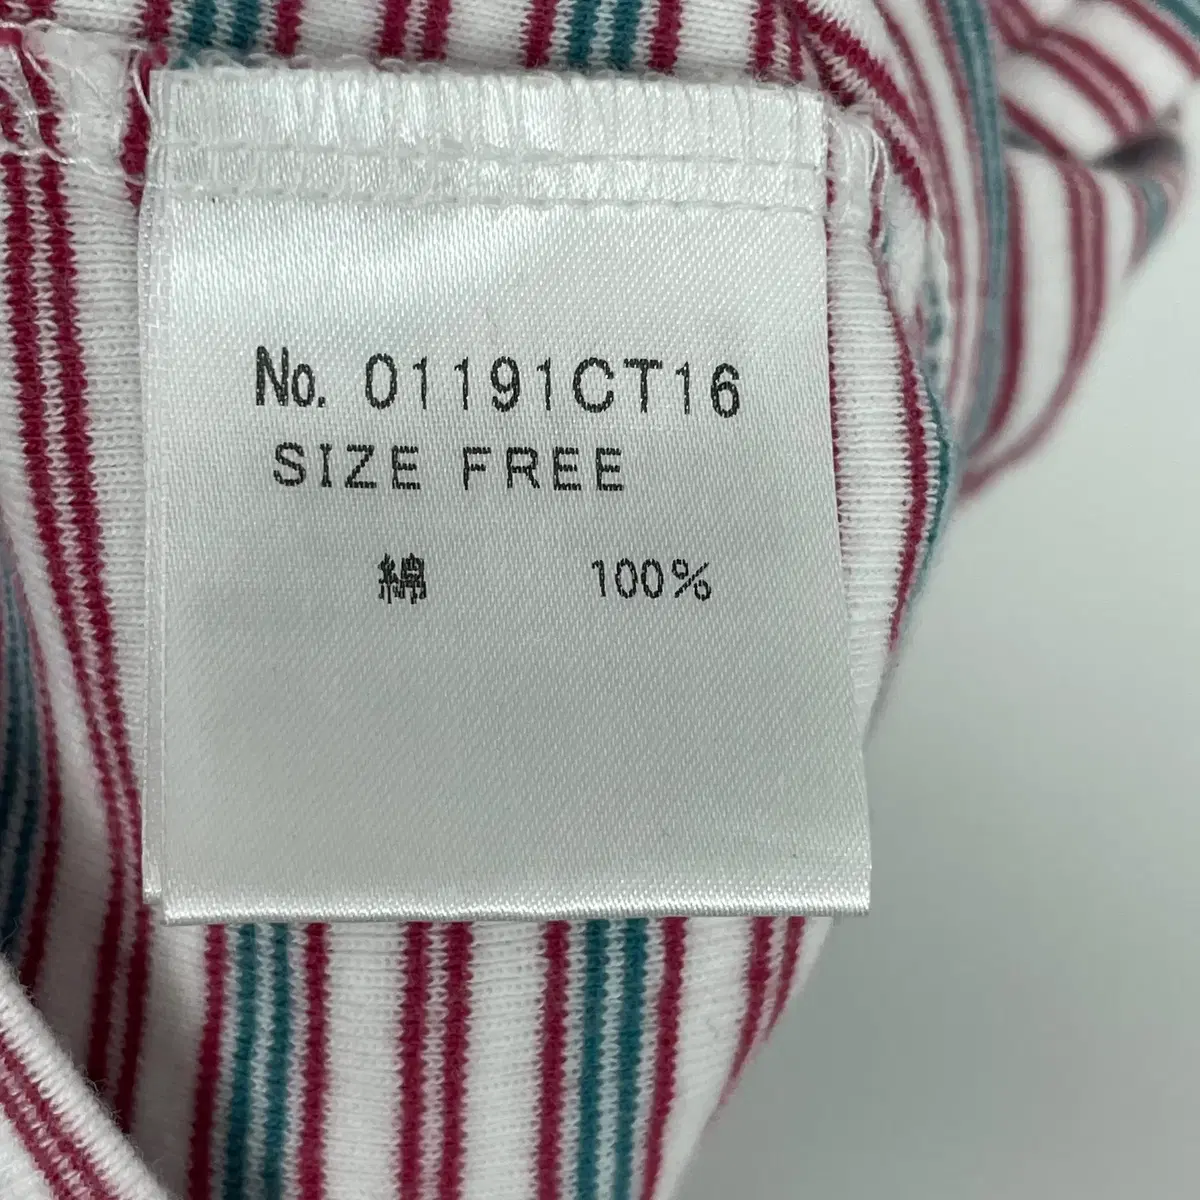 No. 01191CT16
SIZE FREE
綿 100%